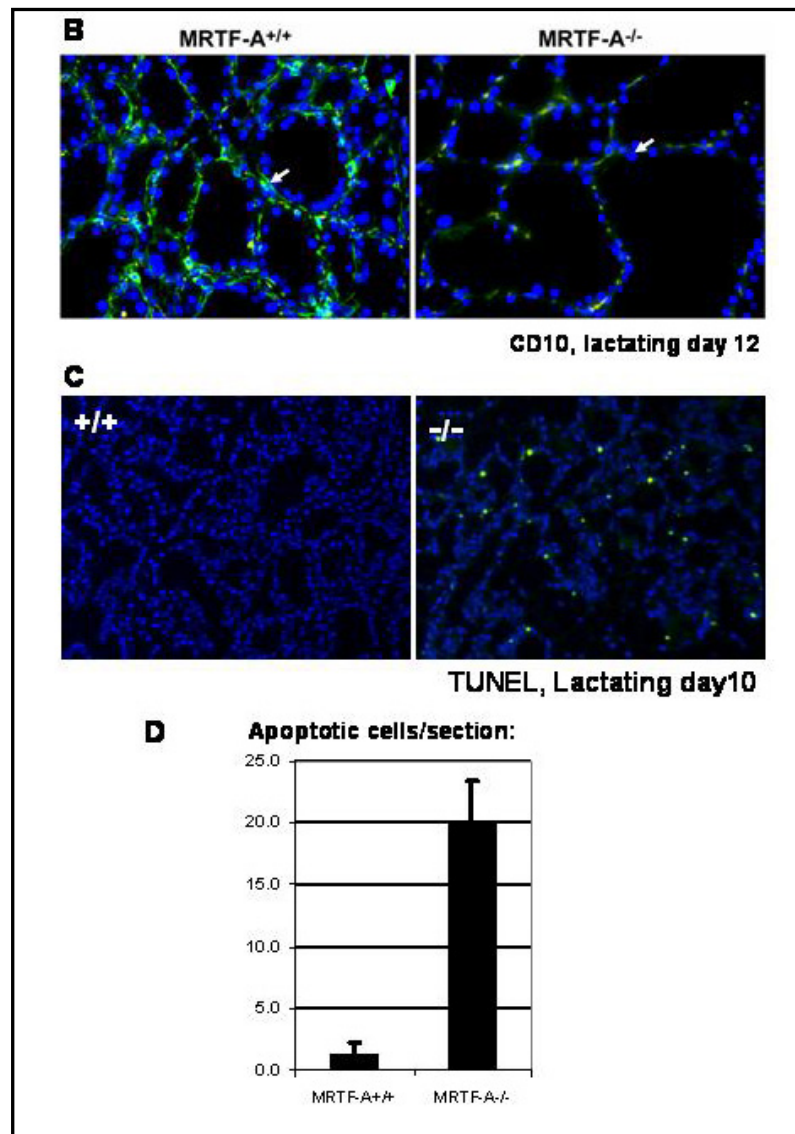 B
MRTF-A+/+ MRTF-A-/-
CD10, lactating day 12
C
+/+ -/-
TUNEL, Lactating day10
D Apoptotic cells/section:
25.0
20.0
15.0
10.0
5.0
0.0
MRTF-A+/+ MRTF-A-/-